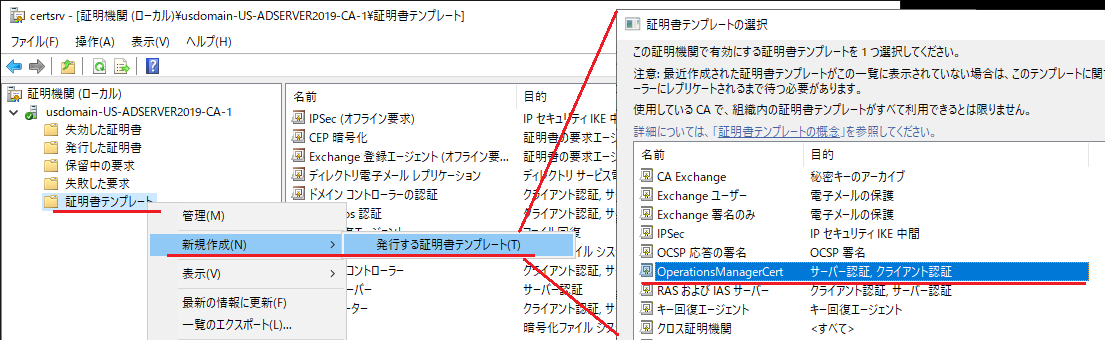 certsrv - [証明機関 (ローカル)¥usdomain-US-ADSERVER2019-CA-1¥証明書テンプレート]
ファイル(F) 操作(A) 表示(V) ヘルプ(H)
証明機関 (ローカル)
usdomain-US-ADSERVER2019-CA-1
失効した証明書
発行した証明書
保留中の要求
失敗した要求
証明書テンプレート
名前 目的
IPSec (オフライン要求) IP セキュリティ IKE 中
CEP 暗号化 証明書の要求エージ
Exchange 登録エージェント (オフライン要... 証明書の要求エージ
ディレクトリ電子メール レプリケーション ディレクトリ サービス電
ドメイン コントローラーの認証 クライアント認証, サー
os 認証 クライアント認証, サー
ファイル回復
コントローラー クライアント認証, サー
ーバー サーバー認証
クライアント認証, サー
暗号化ファイル シス
管理(M)
新規作成(N)
表示(V)
最新の情報に更新(F)
一覧のエクスポート(L)...
発行する証明書テンプレート(T)
証明書テンプレートの選択
この証明機関で有効にする証明書テンプレートを 1 つ選択してください。
注意: 最近作成された証明書テンプレートがこの一覧に表示されていない場合は、このテンプレートに関
ーラーにレプリケートされるまで待つ必要があります。
使用している CA で、組織内の証明書テンプレートがすべて利用できるとは限りません。
詳細については、「証明書テンプレートの概念」を参照してください。
名前 目的
CA Exchange 秘密キーのアーカイブ
Exchange ユーザー 電子メールの保護
Exchange 署名のみ 電子メールの保護
IPSec IP セキュリティ IKE 中間
OCSP 応答の署名 OCSP 署名
OperationsManagerCert サーバー認証, クライアント認証
RAS および IAS サーバー クライアント認証, サーバー認証
キー回復エージェント キー回復エージェント
クロス証明機関 <すべて>